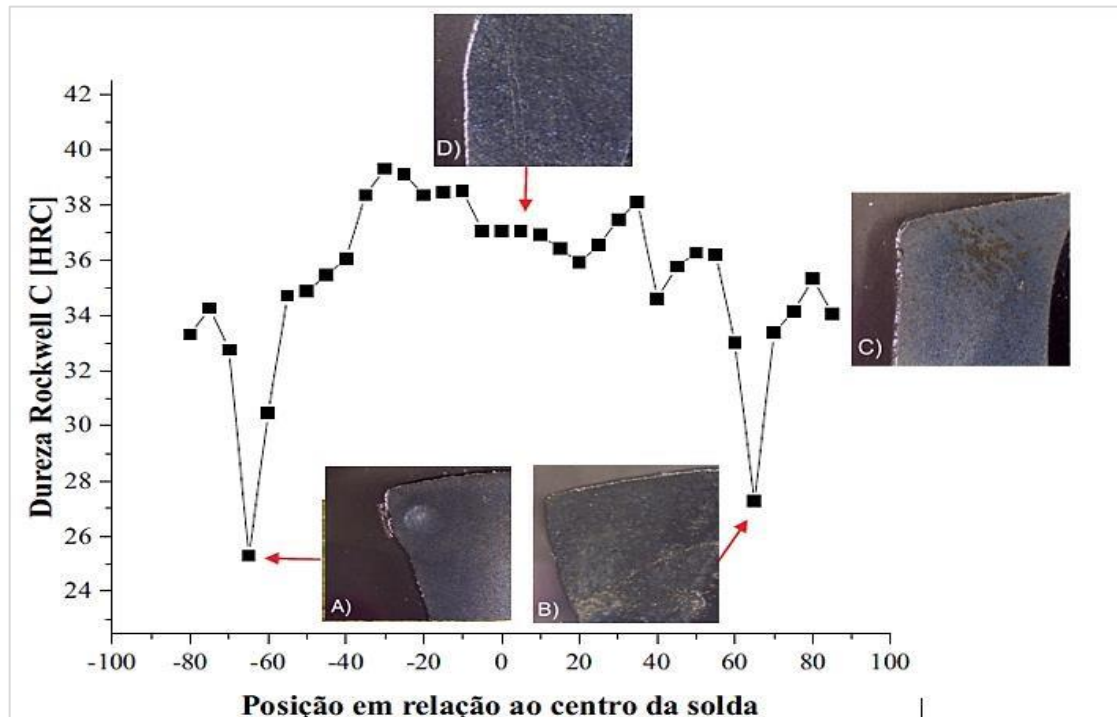 D)
42
40
38
36
34
32
30
28
26
24
C)
A)
B)
Dureza Rockwell C [HRC]
-100 -80 -60 -40 -20 0 20 40 60 80 100
Posição em relação ao centro da solda